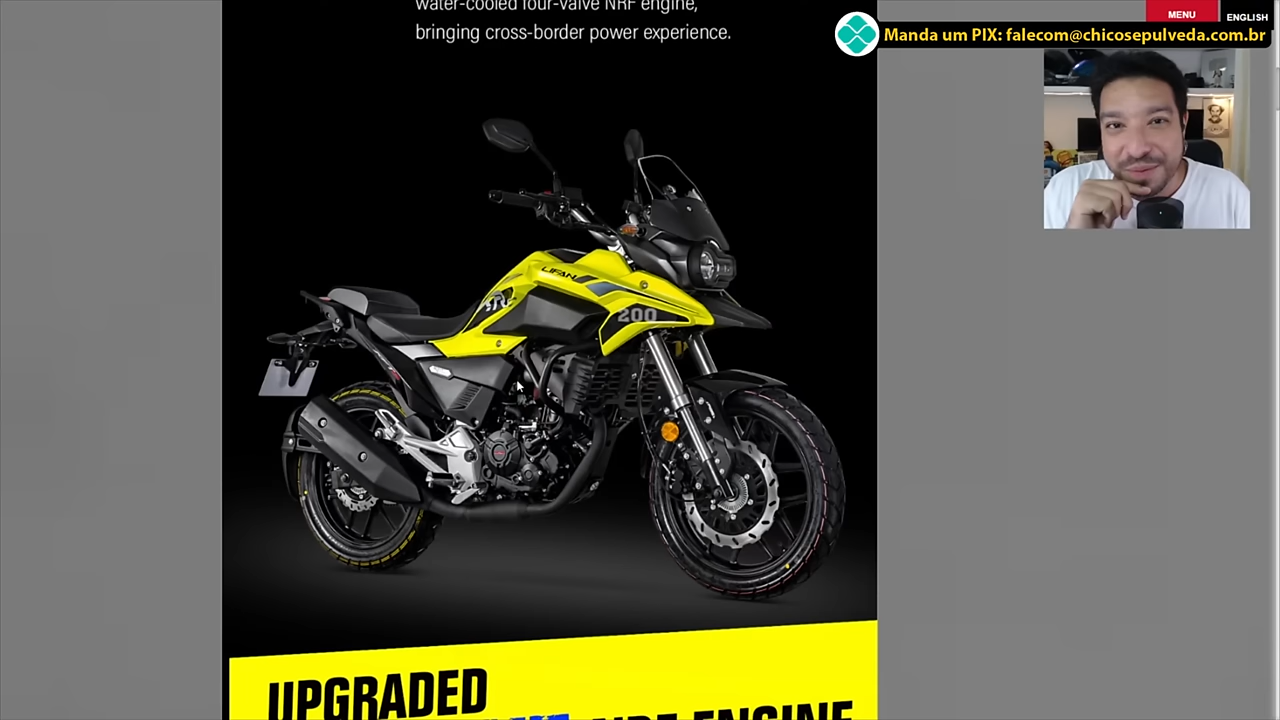 water-cooled four-valve NRF engine,
bringing cross-border power experience.
MENU
ENGLISH
Manda um PIX: falecom@chicosepulveda.com.br
LIFAN
200
UPGRADED
ENGINE